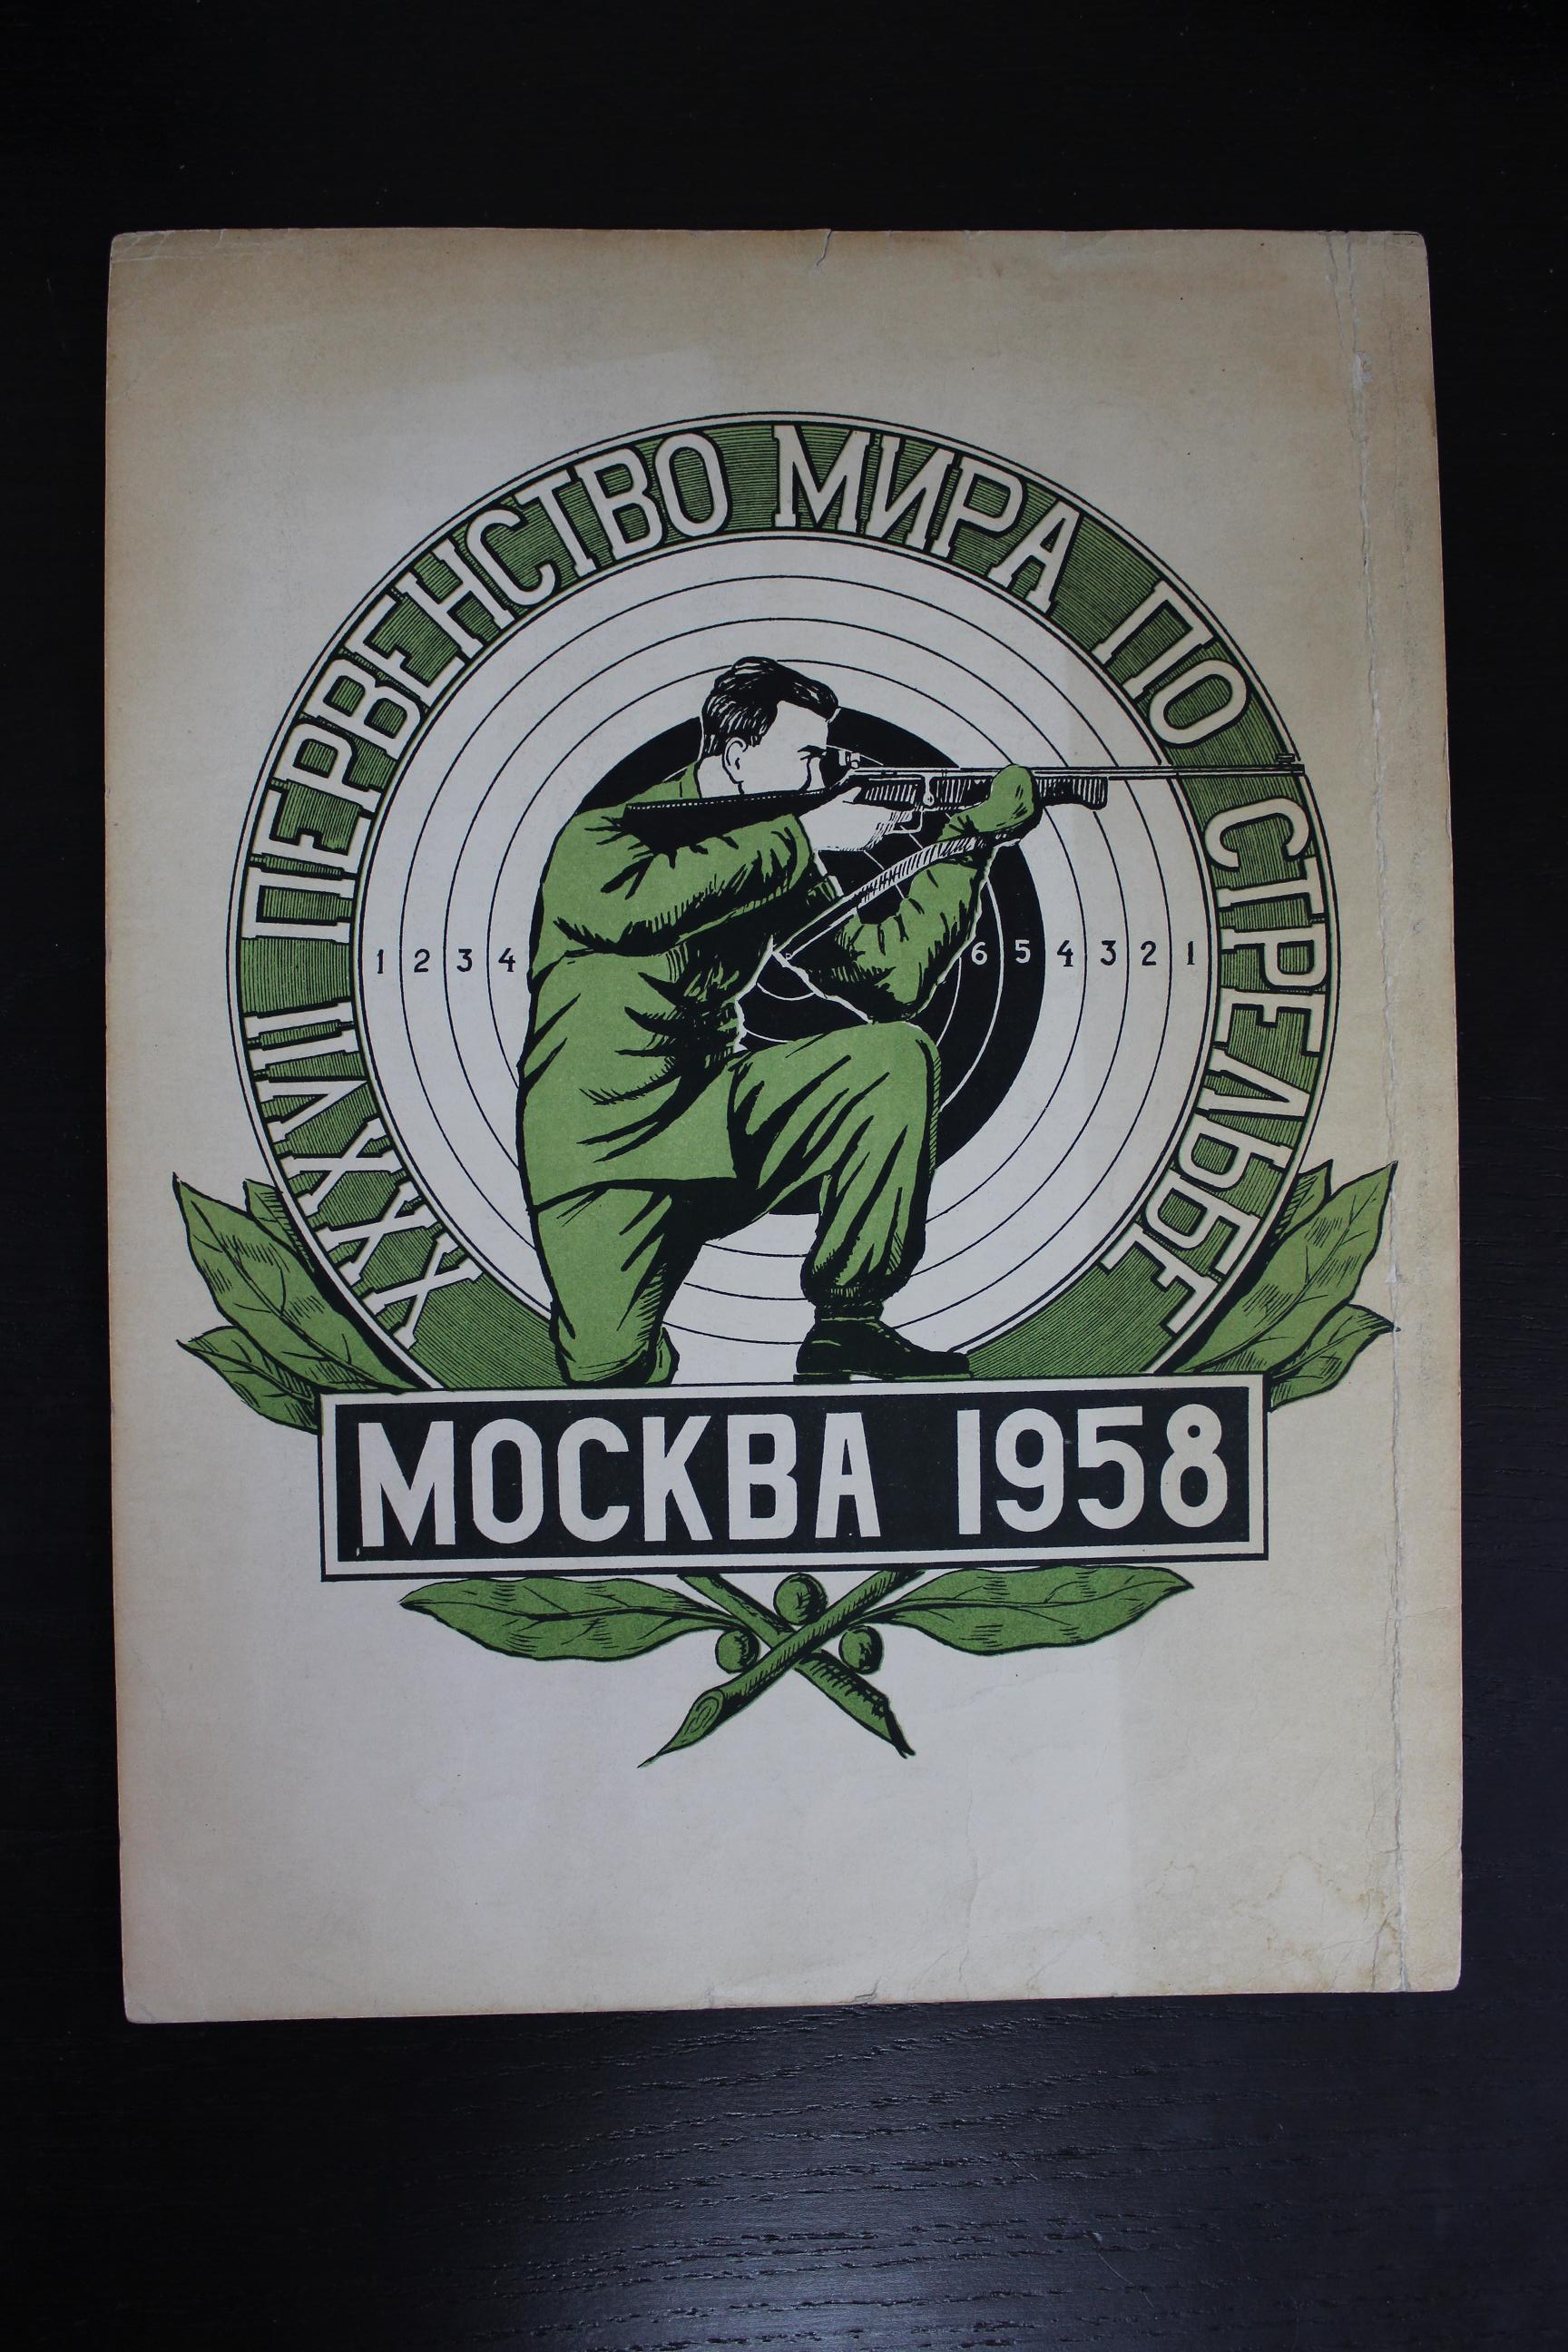 XXXVII ПЕРВЕНСТВО МИРА ПО СТРЕЛЬБЕ
1 2 3 4 6 5 4 3 2 1
МОСКВА 1958